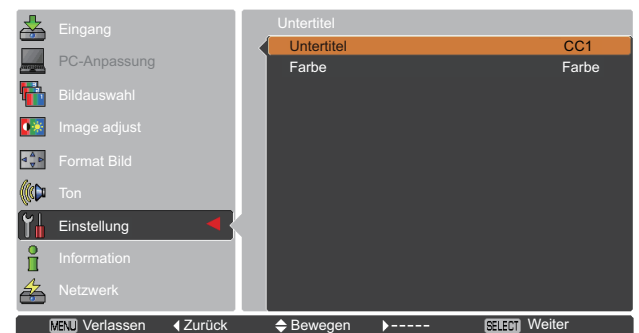 Eingang
PC-Anpassung
Bildauswahl
Image adjust
Format Bild
Ton
Einstellung
Information
Netzwerk
Untertitel
Untertitel CC1
Farbe Farbe
MENU Verlassen Zurück Bewegen ----- SELECT Weiter